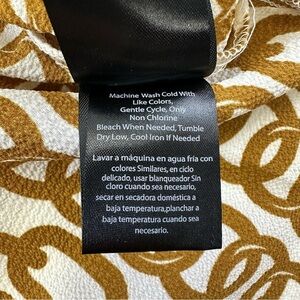 Machine Wash Cold With
Like Colors,
Gentle Cycle, Only
Non Chlorine
Bleach When Needed, Tumble
Dry Low, Cool Iron If Needed
Lavar a máquina en agua fría con
colores Similares, en ciclo
delicado, usar blanqueador Sin
cloro cuando sea necesario,
secar en secadora doméstica a
baja temperatura,planchar a
baja temperatura cuando sea
necesario.